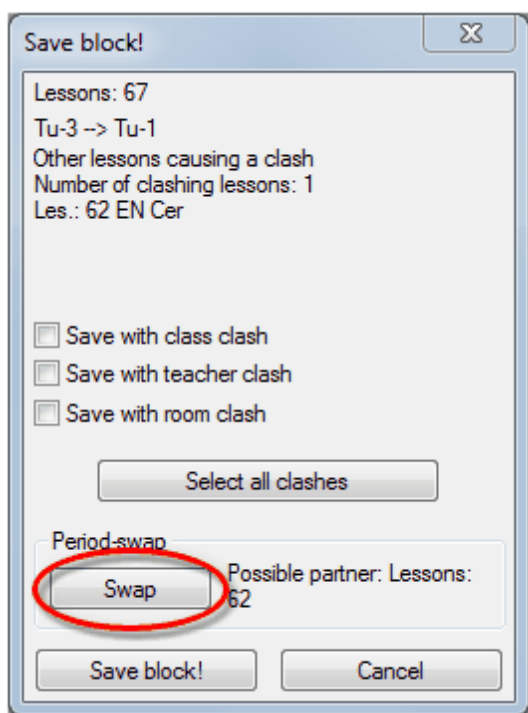 Save block!
Lessons: 67
Tu-3 --> Tu-1
Other lessons causing a clash
Number of clashing lessons: 1
Les.: 62 EN Cer
Save with class clash
Save with teacher clash
Save with room clash
Select all clashes
Period-swap
Swap
Possible partner: Lessons:
62
Save block!
Cancel